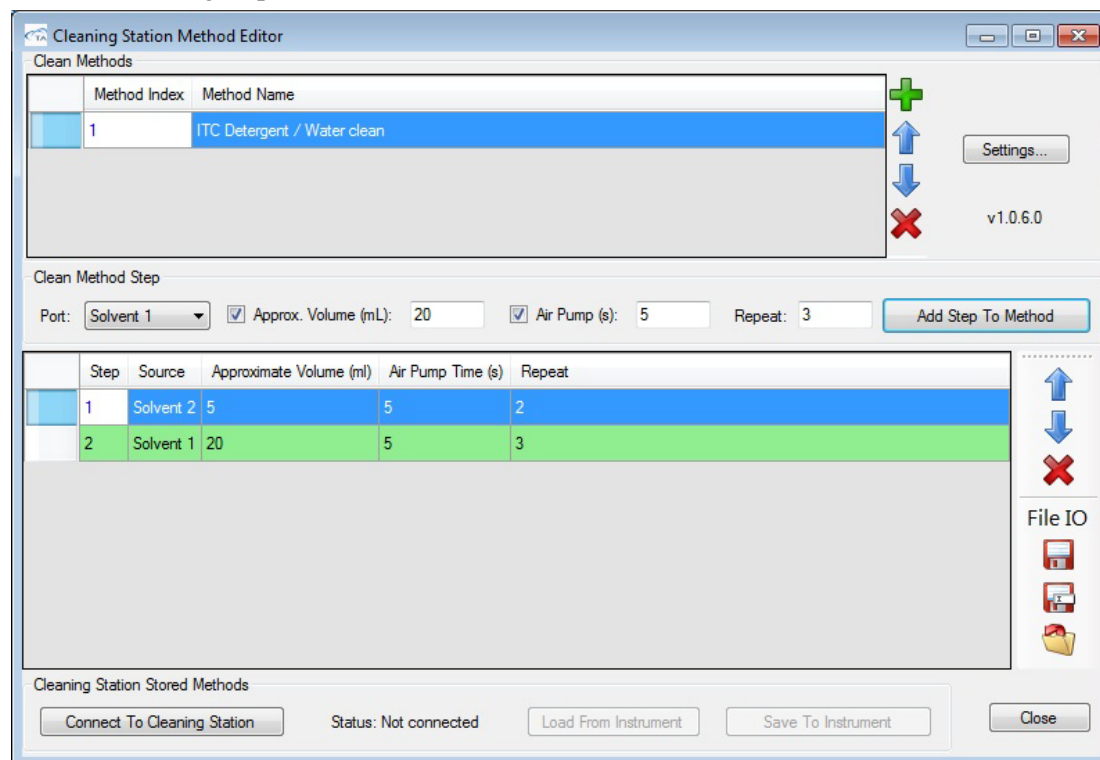 TA Cleaning Station Method Editor
Clean Methods
Method Index Method Name
1 ITC Detergent / Water clean
Settings...
v1.0.6.0
Clean Method Step
Port: Solvent 1 Approx. Volume (mL): 20 Air Pump (s): 5 Repeat: 3 Add Step To Method
Step Source Approximate Volume (ml) Air Pump Time (s) Repeat
1 Solvent 2 5 5 2
2 Solvent 1 20 5 3
File IO
Cleaning Station Stored Methods
Connect To Cleaning Station Status: Not connected Load From Instrument Save To Instrument Close